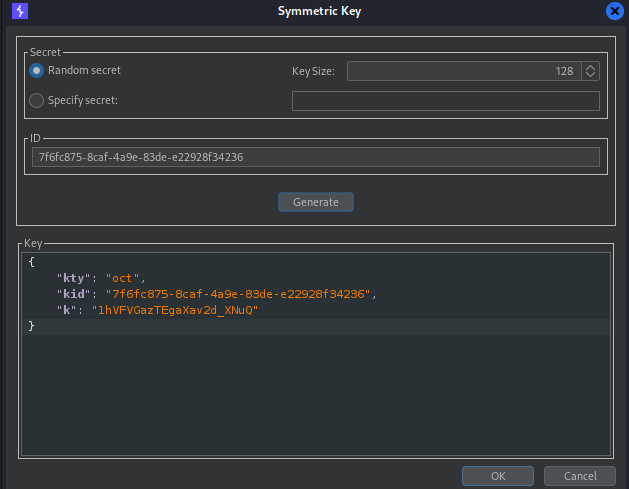 Symmetric Key
Secret
Random secret
Key Size:
128
Specify secret:
ID
7f6fc875-8caf-4a9e-83de-e22928f34236
Generate
Key
{
"kty": "oct",
"kid": "7f6fc875-8caf-4a9e-83de-e22928f34236",
"k": "lhVFVGazTEgaXav2d_XNuQ"
}
OK
Cancel